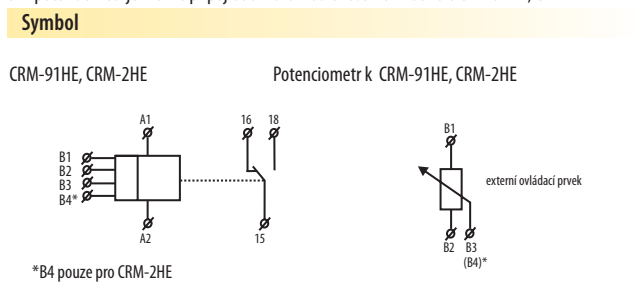 Symbol
CRM-91HE, CRM-2HE
Potenciometr k CRM-91HE, CRM-2HE
A1
16 18
B1
B2
B3
B4*
A2
15
*B4 pouze pro CRM-2HE
B1
externí ovládací prvek
B2 B3
(B4)*